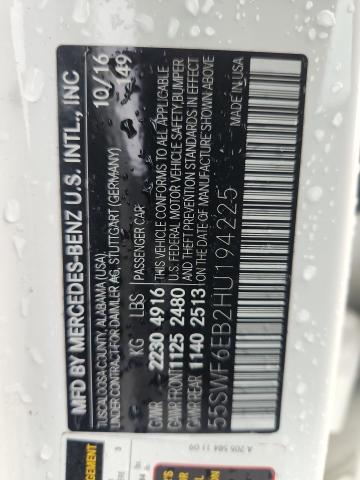 MFD BY MERCEDES-BENZ U.S. INTL., INC 10/16
TUSCALOOSA COUNTY, ALABAMA (USA) 149
UNDER CONTRACT FOR DAIMLER AG, STUTTGART (GERMANY)
KG LBS PASSENGER CAR
GVWR 2230 4916 THIS VEHICLE CONFORMS TO ALL APPLICABLE
GAWR FRONT 1125 2480 U.S. FEDERAL MOTOR VEHICLE SAFETY BUMPER
GAWR REAR 1140 2513 AND THEFT PREVENTION STANDARDS IN EFFECT
ON THE DATE OF MANUFACTURE SHOWN ABOVE
55SWF6EB2HU194225 MADE IN USA
A 205 584 11 09